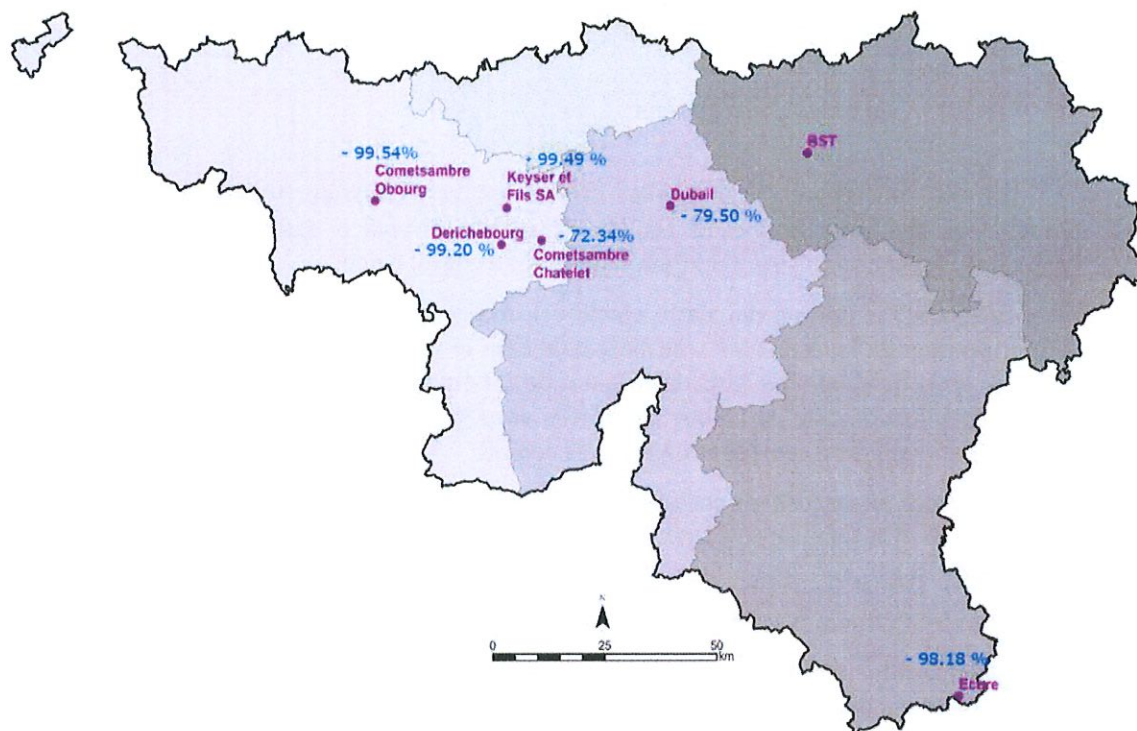 BST
- 99.54%
- 99.49 %
Cometsambre
Obourg
Keyser et
Fils SA
Dubail
- 79.50 %
Derichebourg
- 99.20 %
- 72.34%
Cometsambre
Chatelet
N
0 25 50
km
- 98.18 %
Ecore